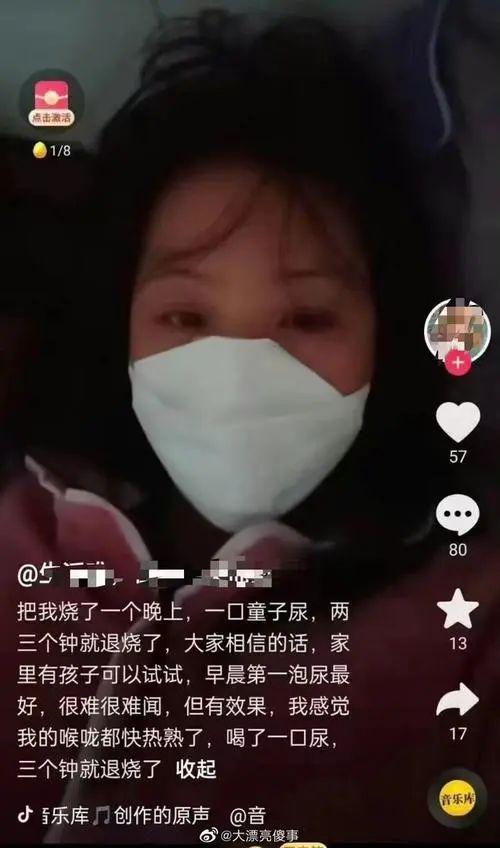 点击激活
1/8
57
80
13
17
把我烧了一个晚上，一口童子尿，两
三个钟就退烧了，大家相信的话，家
里有孩子可以试试，早晨第一泡尿最
好，很难很难闻，但有效果，我感觉
我的喉咙都快热熟了，喝了一口尿，
三个钟就退烧了 收起
音乐库🎵创作的原声 @音
音乐库
@大漂亮傻事